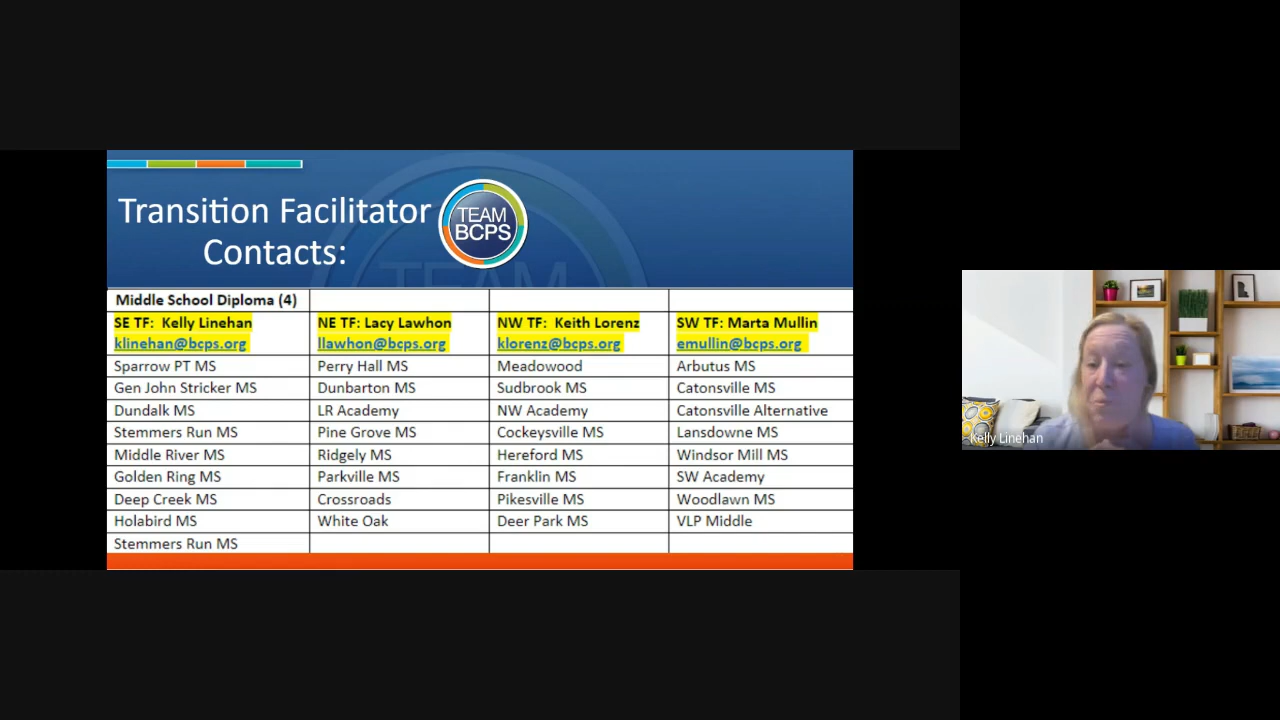 Transition Facilitator
Contacts:
TEAM
BCPS
TEAM
Middle School Diploma (4)
SE TF: Kelly Linehan NE TF: Lacy Lawhon NW TF: Keith Lorenz SW TF: Marta Mullin
klinehan@bcps.org llawhon@bcps.org klorenz@bcps.org emullin@bcps.org
Sparrow PT MS Perry Hall MS Meadowood Arbutus MS
Gen John Stricker MS Dunbarton MS Sudbrook MS Catonsville MS
Dundalk MS LR Academy NW Academy Catonsville Alternative
Stemmers Run MS Pine Grove MS Cockeysville MS Lansdowne MS
Middle River MS Ridgely MS Hereford MS Windsor Mill MS
Golden Ring MS Parkville MS Franklin MS SW Academy
Deep Creek MS Crossroads Pikesville MS Woodlawn MS
Holabird MS White Oak Deer Park MS VLP Middle
Stemmers Run MS
Kelly Linehan